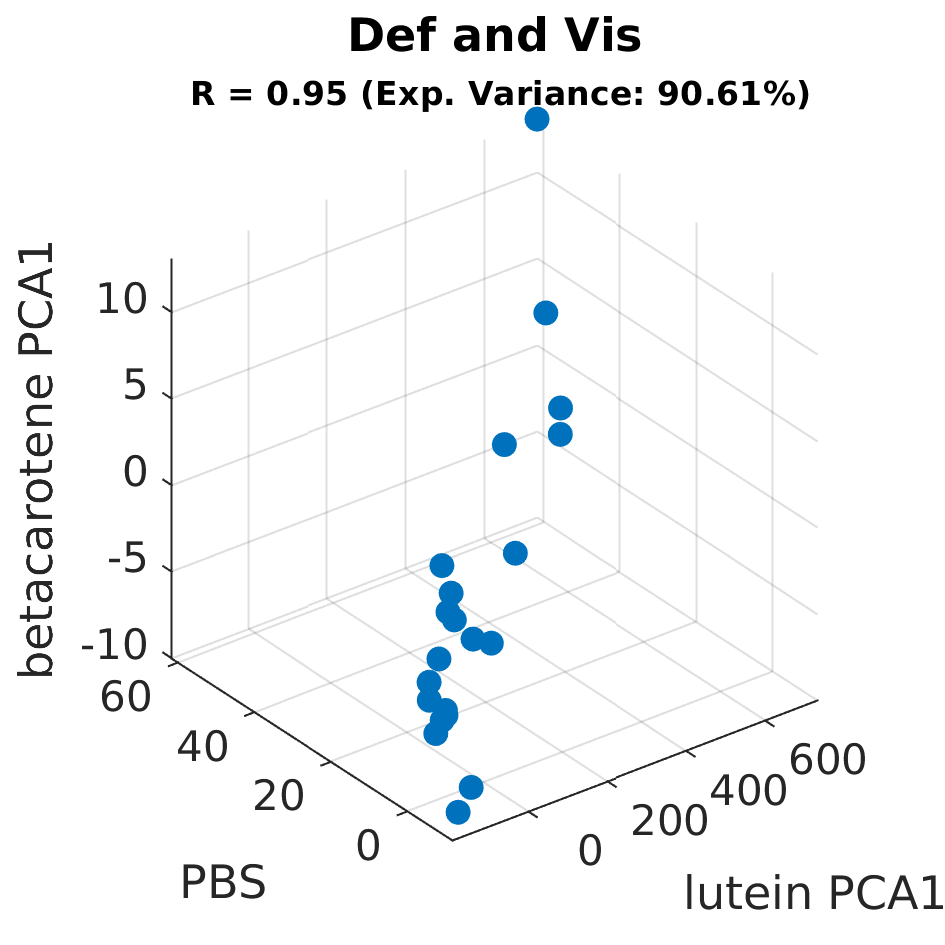 Def and Vis
R = 0.95 (Exp. Variance: 90.61%)
betacarotene PCA1
10
5
0
-5
-10
60
40
20
0
PBS
0
200
400
600
lutein PCA1